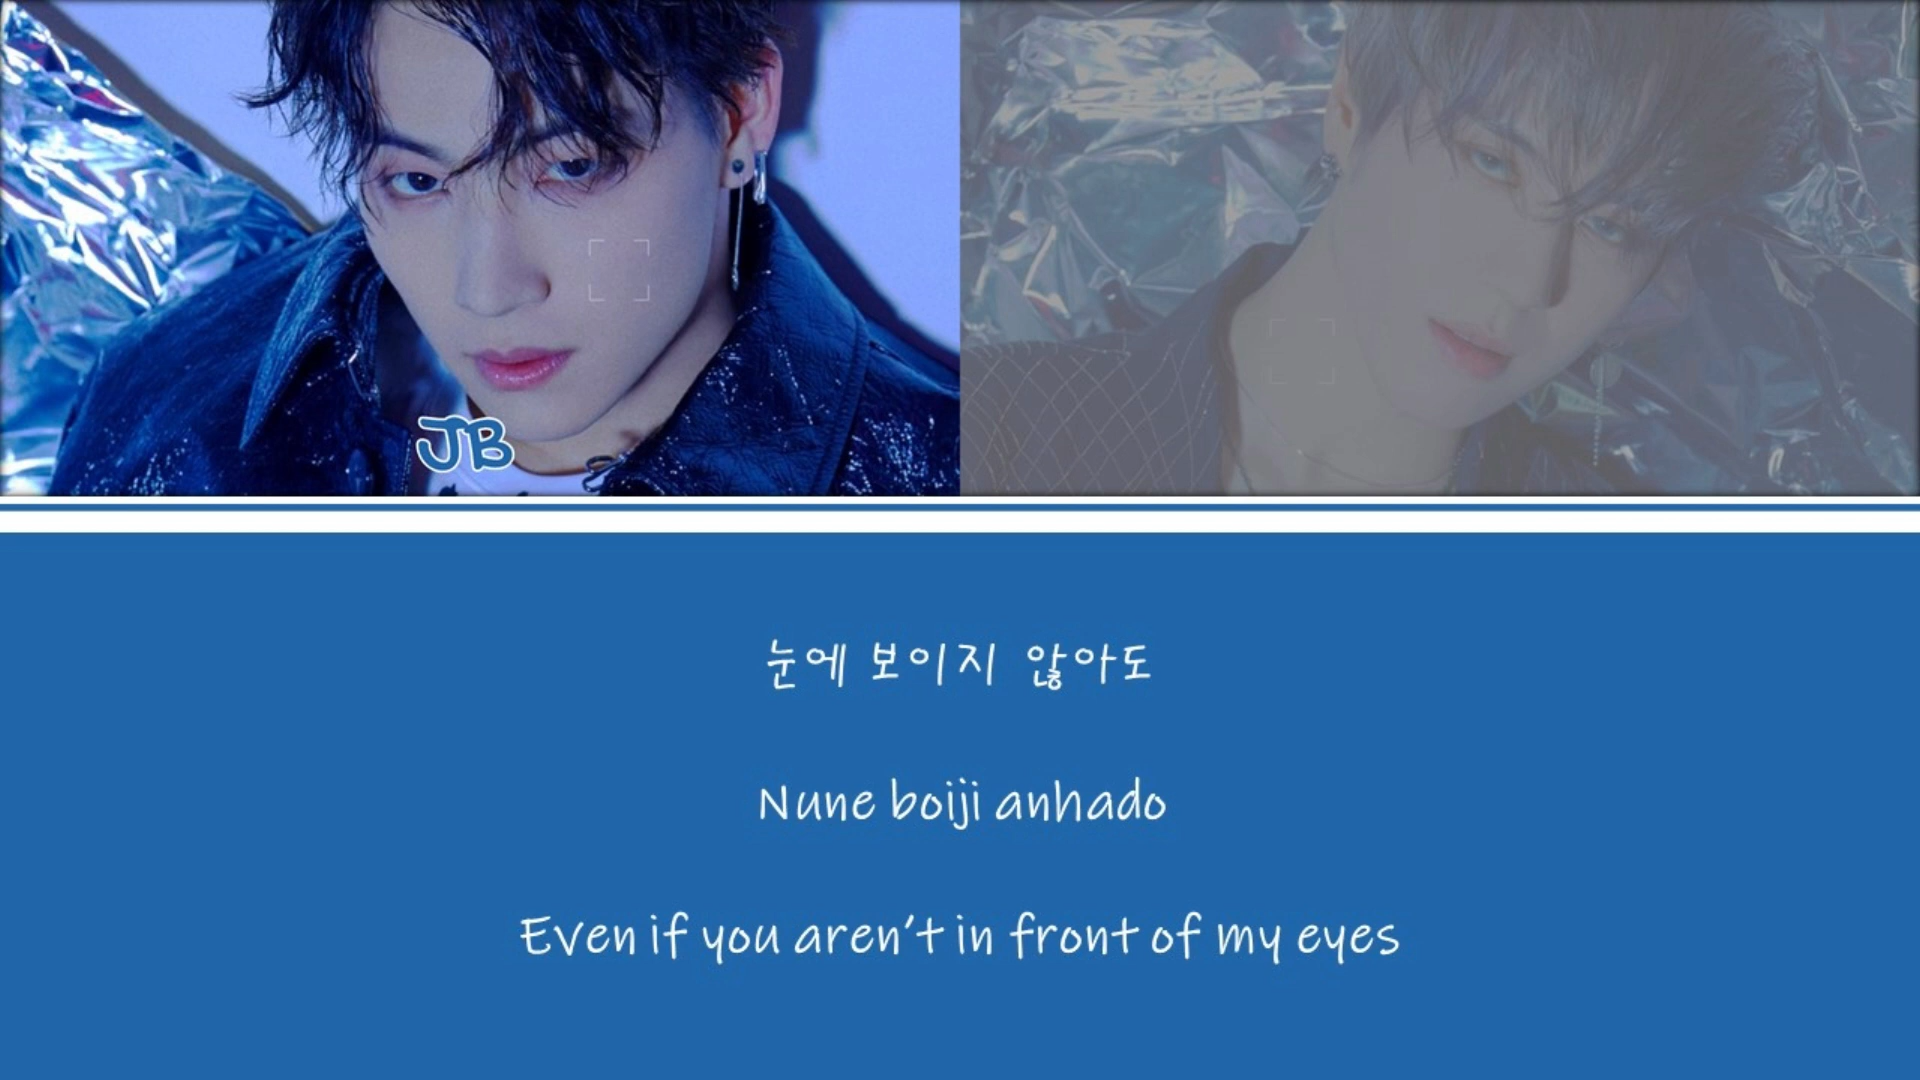 JB
눈에 보이지 않아도
Nune boiji anhado
Even if you aren't in front of my eyes